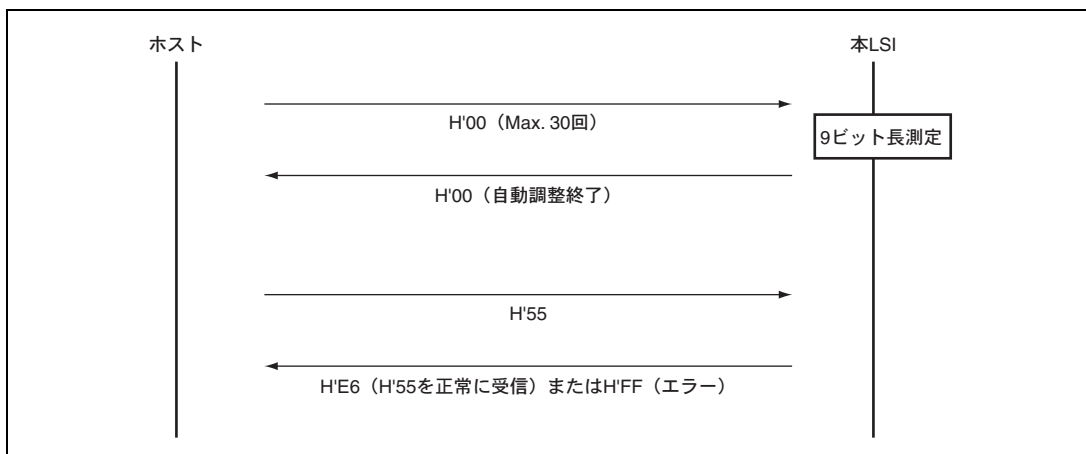 ホスト
本LSI
H'00（Max. 30回）
9ビット長測定
H'00（自動調整終了）
H'55
H'E6（H'55を正常に受信）またはH'FF（エラー）